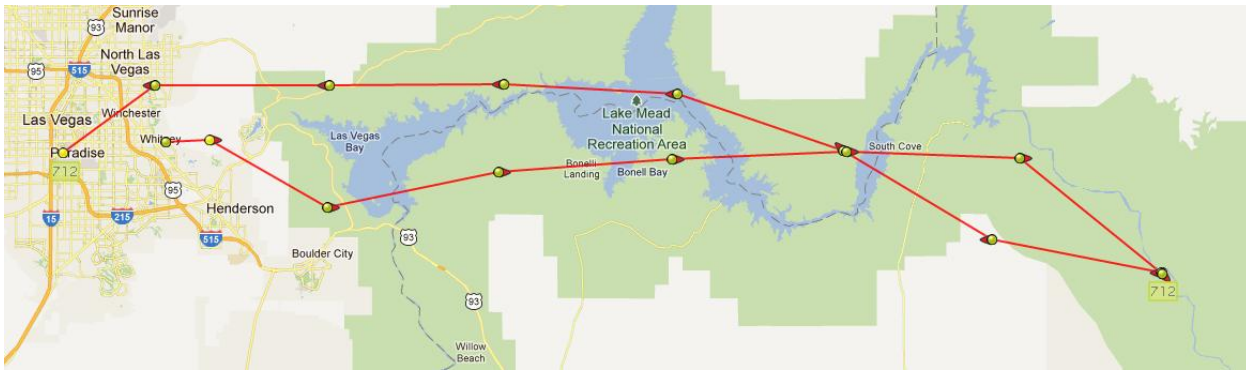 Sunrise
Manor
93
North Las
Vegas
95
515
Winchester
Las Vegas
Whitney
Paradise
712
Las Vegas
Bay
Lake Mead
National
Recreation Area
South Cove
Bonelli
Landing
Bonell Bay
95
15
215
Henderson
515
93
Boulder City
712
93
Willow
Beach